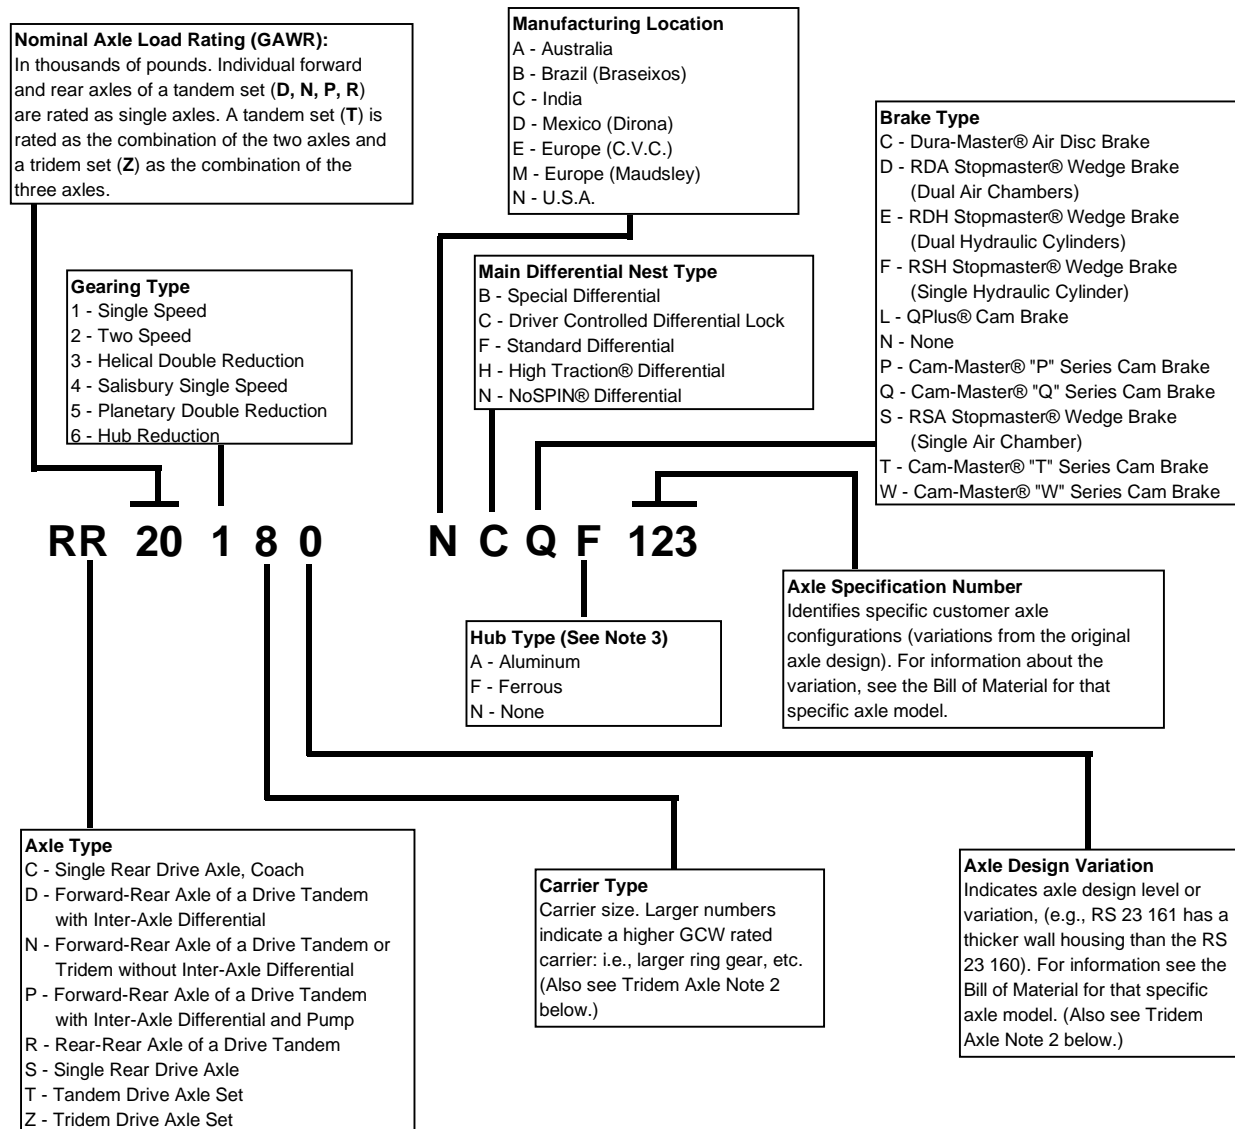 Nominal Axle Load Rating (GAWR):
In thousands of pounds. Individual forward
and rear axles of a tandem set (D, N, P, R)
are rated as single axles. A tandem set (T) is
rated as the combination of the two axles and
a tridem set (Z) as the combination of the
three axles.
Manufacturing Location
A - Australia
B - Brazil (Braseixos)
C - India
D - Mexico (Dirona)
E - Europe (C.V.C.)
M - Europe (Maudsley)
N - U.S.A.
Brake Type
C - Dura-Master® Air Disc Brake
D - RDA Stopmaster® Wedge Brake
(Dual Air Chambers)
E - RDH Stopmaster® Wedge Brake
(Dual Hydraulic Cylinders)
F - RSH Stopmaster® Wedge Brake
(Single Hydraulic Cylinder)
L - QPlus® Cam Brake
N - None
P - Cam-Master® "P" Series Cam Brake
Q - Cam-Master® "Q" Series Cam Brake
S - RSA Stopmaster® Wedge Brake
(Single Air Chamber)
T - Cam-Master® "T" Series Cam Brake
W - Cam-Master® "W" Series Cam Brake
Gearing Type
1 - Single Speed
2 - Two Speed
3 - Helical Double Reduction
4 - Salisbury Single Speed
5 - Planetary Double Reduction
6 - Hub Reduction
Main Differential Nest Type
B - Special Differential
C - Driver Controlled Differential Lock
F - Standard Differential
H - High Traction® Differential
N - NoSPIN® Differential
RR 20 1 8 0 N C Q F 123
Hub Type (See Note 3)
A - Aluminum
F - Ferrous
N - None
Axle Specification Number
Identifies specific customer axle
configurations (variations from the original
axle design). For information about the
variation, see the Bill of Material for that
specific axle model.
Axle Type
C - Single Rear Drive Axle, Coach
D - Forward-Rear Axle of a Drive Tandem
with Inter-Axle Differential
N - Forward-Rear Axle of a Drive Tandem or
Tridem without Inter-Axle Differential
P - Forward-Rear Axle of a Drive Tandem
with Inter-Axle Differential and Pump
R - Rear-Rear Axle of a Drive Tandem
S - Single Rear Drive Axle
T - Tandem Drive Axle Set
Z - Tridem Drive Axle Set
Carrier Type
Carrier size. Larger numbers
indicate a higher GCW rated
carrier: i.e., larger ring gear, etc.
(Also see Tridem Axle Note 2
below.)
Axle Design Variation
Indicates axle design level or
variation, (e.g., RS 23 161 has a
thicker wall housing than the RS
23 160). For information see the
Bill of Material for that specific
axle model. (Also see Tridem
Axle Note 2 below.)